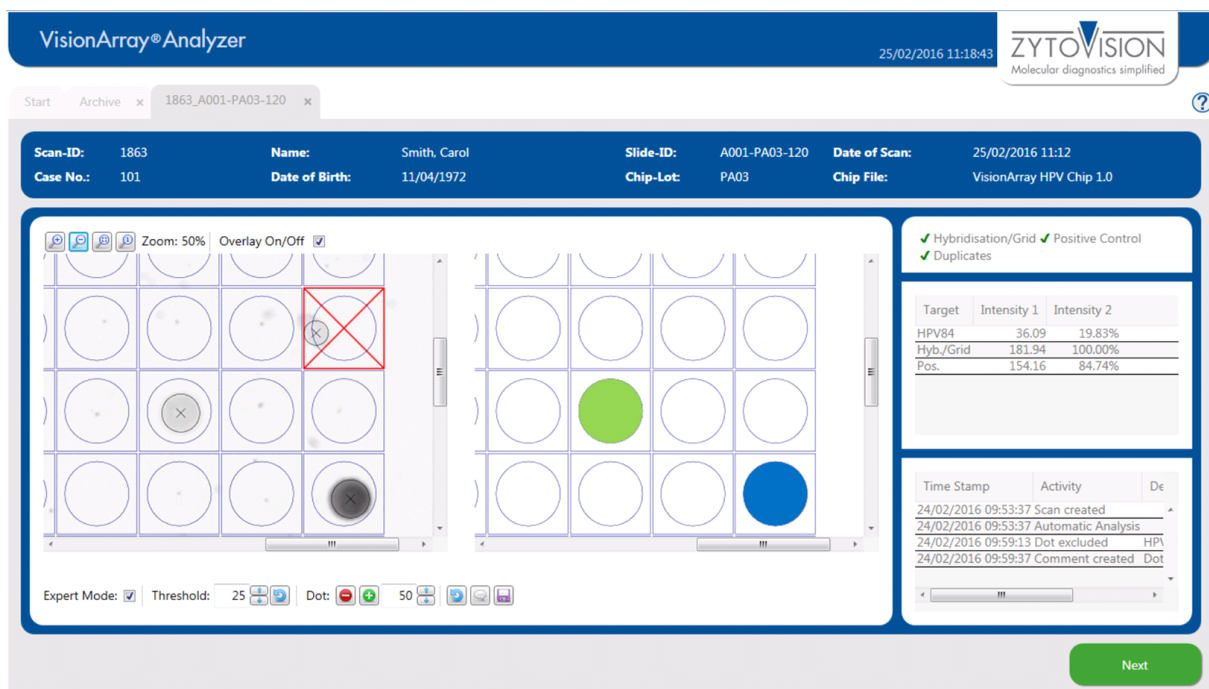 VisionArray®Analyzer
25/02/2016 11:18:43
ZYTOVISION
Molecular diagnostics simplified
Start Archive × 1863_A001-PA03-120 ×
?
Scan-ID: 1863 Name: Smith, Carol Slide-ID: A001-PA03-120 Date of Scan: 25/02/2016 11:12
Case No.: 101 Date of Birth: 11/04/1972 Chip-Lot: PA03 Chip File: VisionArray HPV Chip 1.0
Zoom: 50% Overlay On/Off
Hybridisation/Grid Positive Control
Duplicates
Target Intensity 1 Intensity 2
HPV84 36.09 19.83%
Hyb./Grid 181.94 100.00%
Pos. 154.16 84.74%
Time Stamp Activity De
24/02/2016 09:53:37 Scan created
24/02/2016 09:53:37 Automatic Analysis
24/02/2016 09:59:13 Dot excluded HPV
24/02/2016 09:59:37 Comment created Dot
Expert Mode: Threshold: 25 Dot: 50
Next